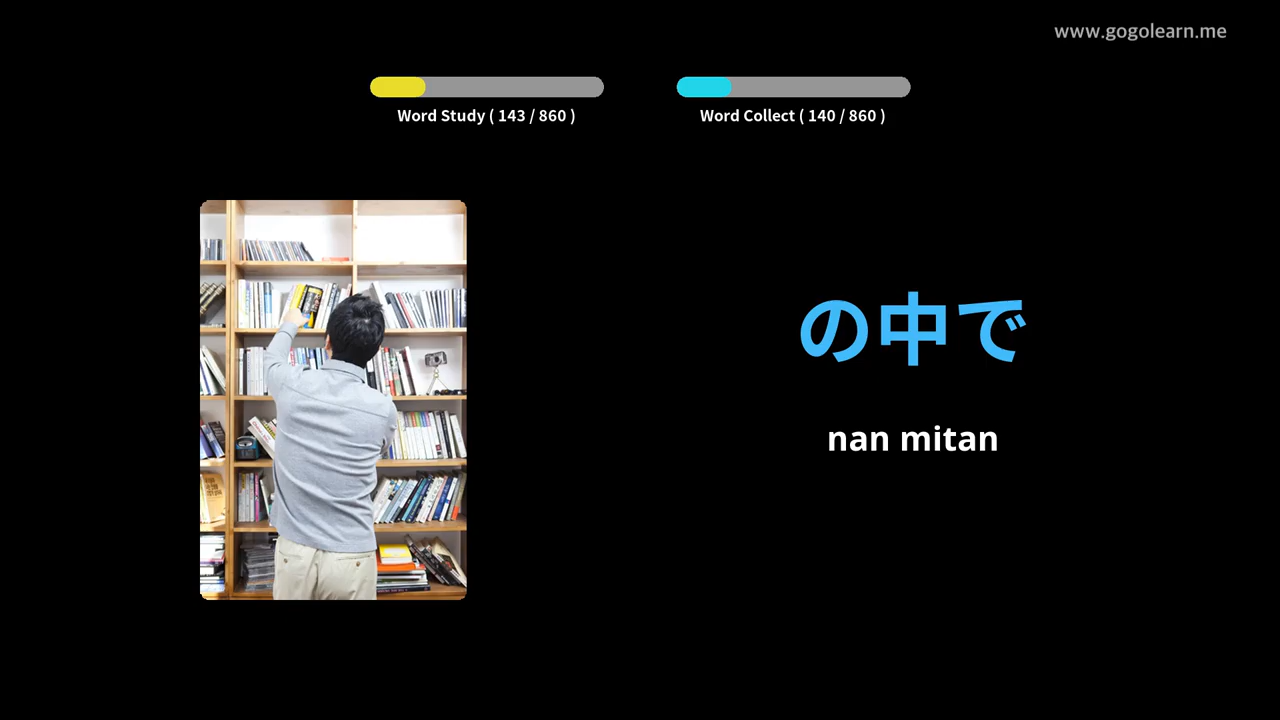 www.gogolearn.me
Word Study ( 143 / 860 )
Word Collect ( 140 / 860 )
の中で
nan mitan